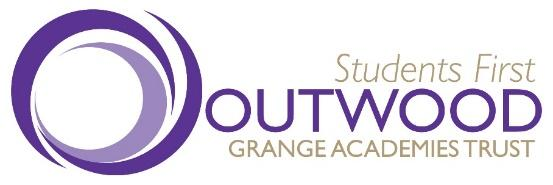 Students First
OUTWOOD
GRANGE ACADEMIES TRUST